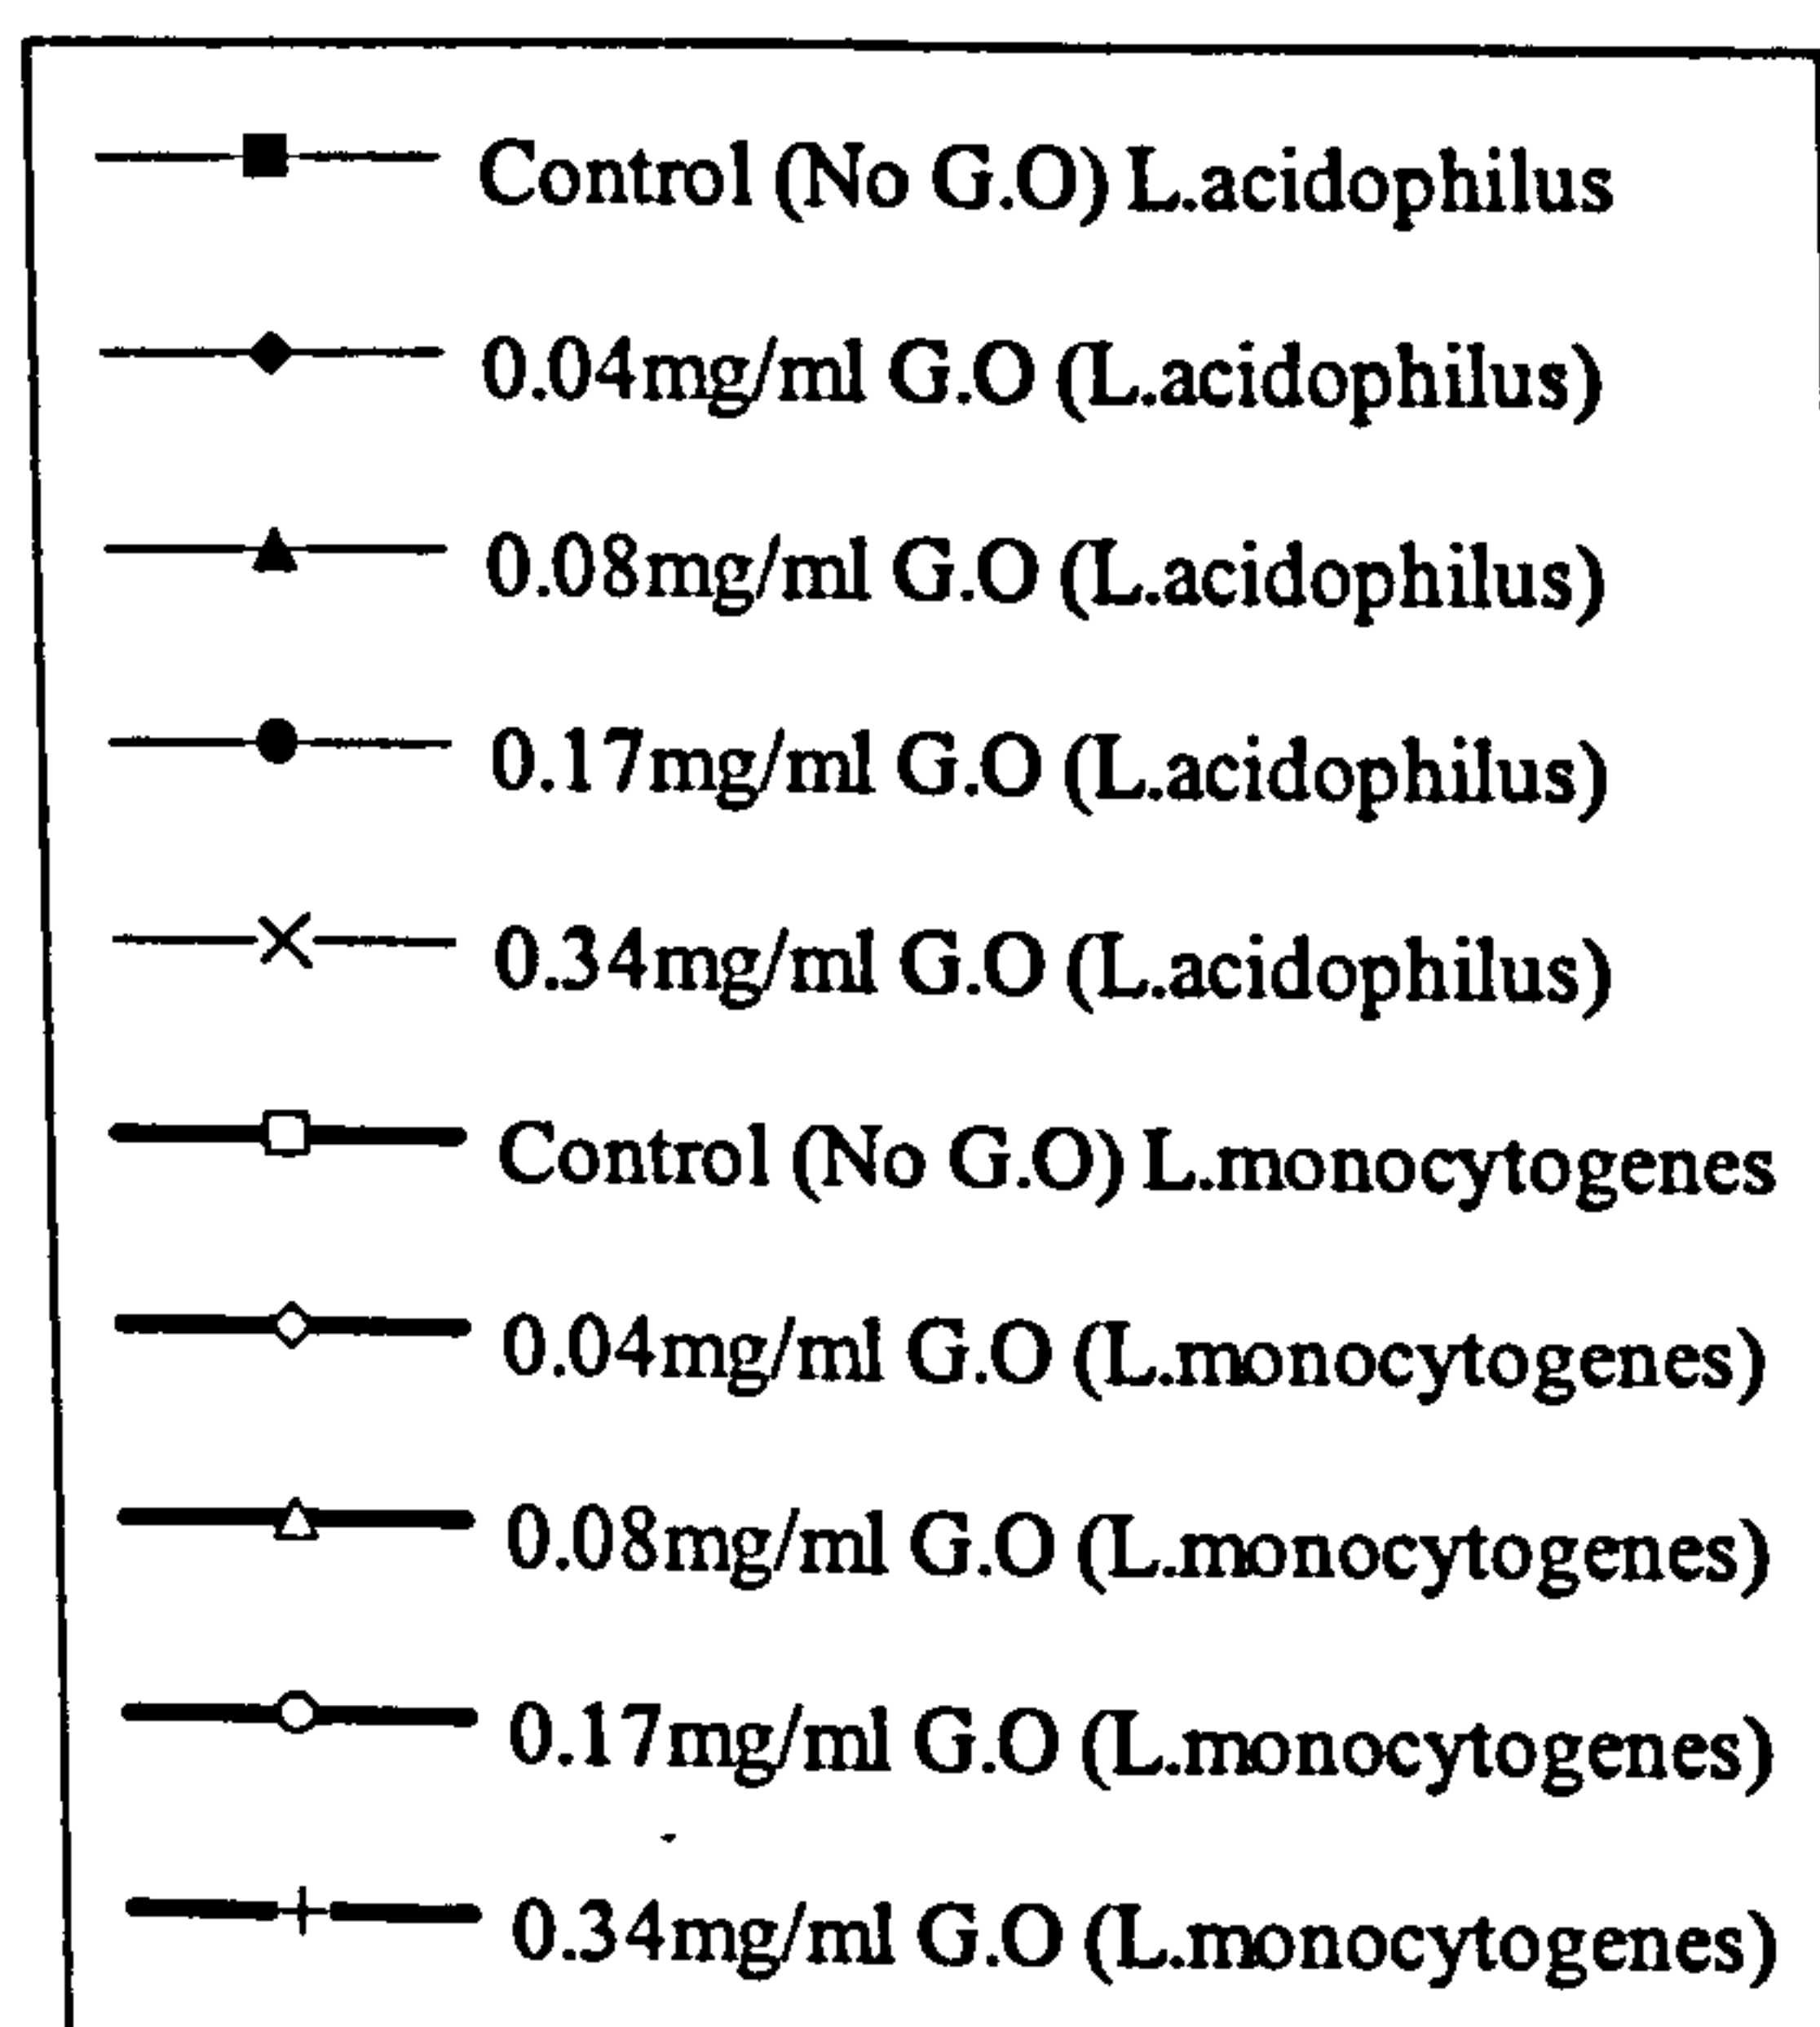 Control (No G.O) L.acidophilus
0.04mg/ml G.O (L.acidophilus)
0.08mg/ml G.O (L.acidophilus)
0.17mg/ml G.O (L.acidophilus)
0.34mg/ml G.O (L.acidophilus)
Control (No G.O) L.monocytogenes
0.04mg/ml G.O (L.monocytogenes)
0.08mg/ml G.O (L.monocytogenes)
0.17mg/ml G.O (L.monocytogenes)
0.34mg/ml G.O (L.monocytogenes)